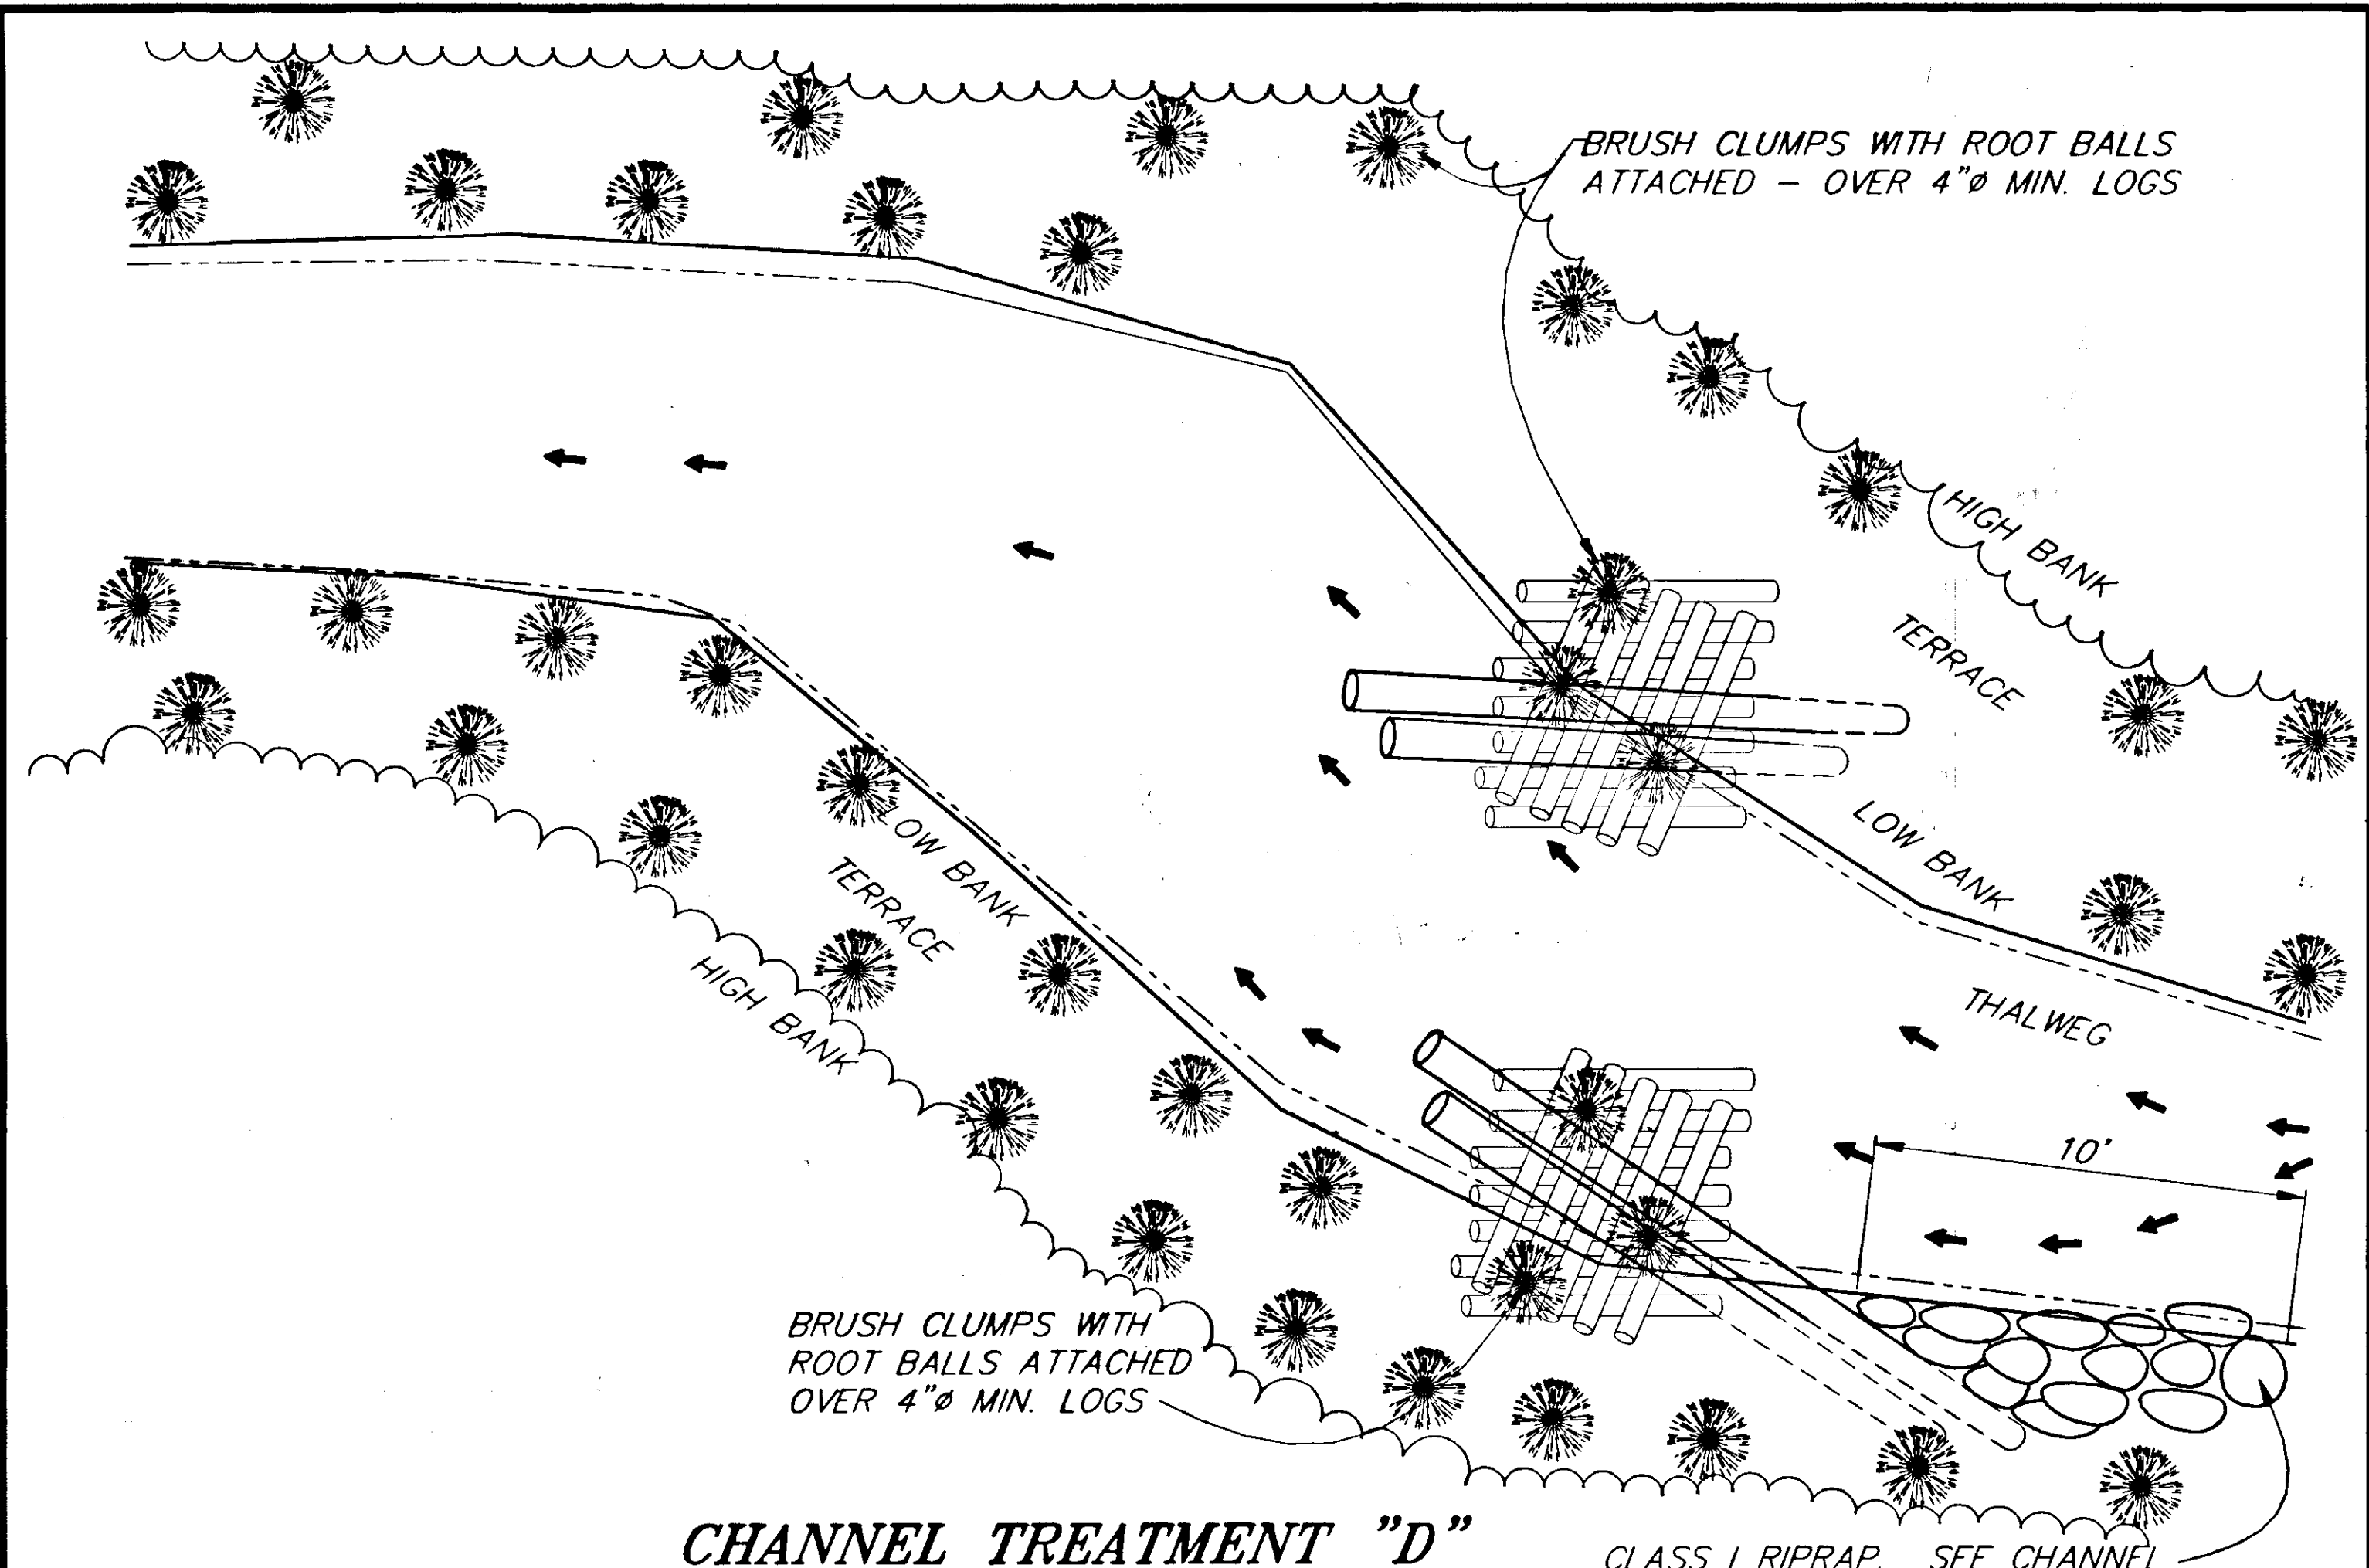 BRUSH CLUMPS WITH ROOT BALLS
ATTACHED - OVER 4"ø MIN. LOGS
HIGH BANK
TERRACE
LOW BANK
THALWEG
LOW BANK
TERRACE
HIGH BANK
10'
BRUSH CLUMPS WITH
ROOT BALLS ATTACHED
OVER 4"ø MIN. LOGS
CHANNEL TREATMENT "D"
CLASS I RIPRAP. SEE CHANNEL